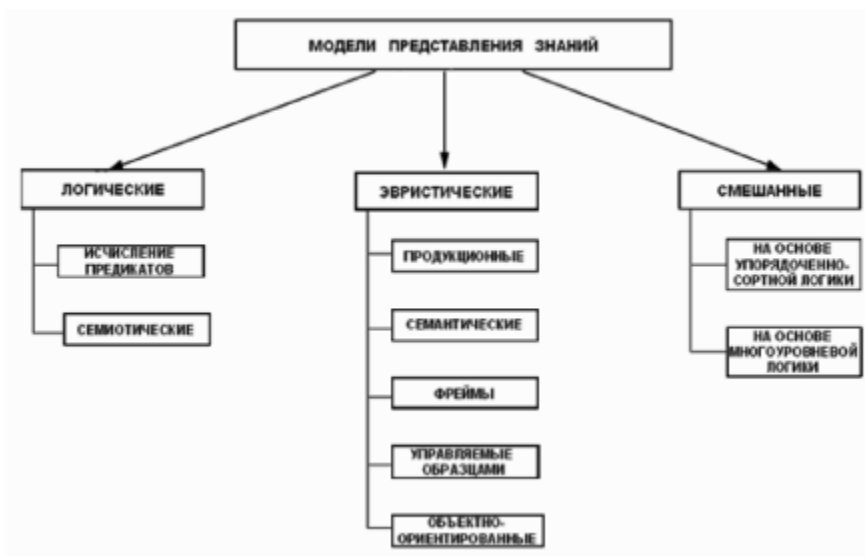 МОДЕЛИ ПРЕДСТАВЛЕНИЯ ЗНАНИЙ
ЛОГИЧЕСКИЕ
ИСЧИСЛЕНИЕ
ПРЕДИКАТОВ
СЕМИОТИЧЕСКИЕ
ЭВРИСТИЧЕСКИЕ
ПРОДУКЦИОННЫЕ
СЕМАНТИЧЕСКИЕ
ФРЕЙМЫ
УПРАВЛЯЕМЫЕ
ОБРАЗЦАМИ
ОБЪЕКТНО-
ОРИЕНТИРОВАННЫЕ
СМЕШАННЫЕ
НА ОСНОВЕ
УПОРЯДОЧЕННО-
СОРТНОЙ ЛОГИКИ
НА ОСНОВЕ
МНОГОУРОВНЕВОЙ
ЛОГИКИ